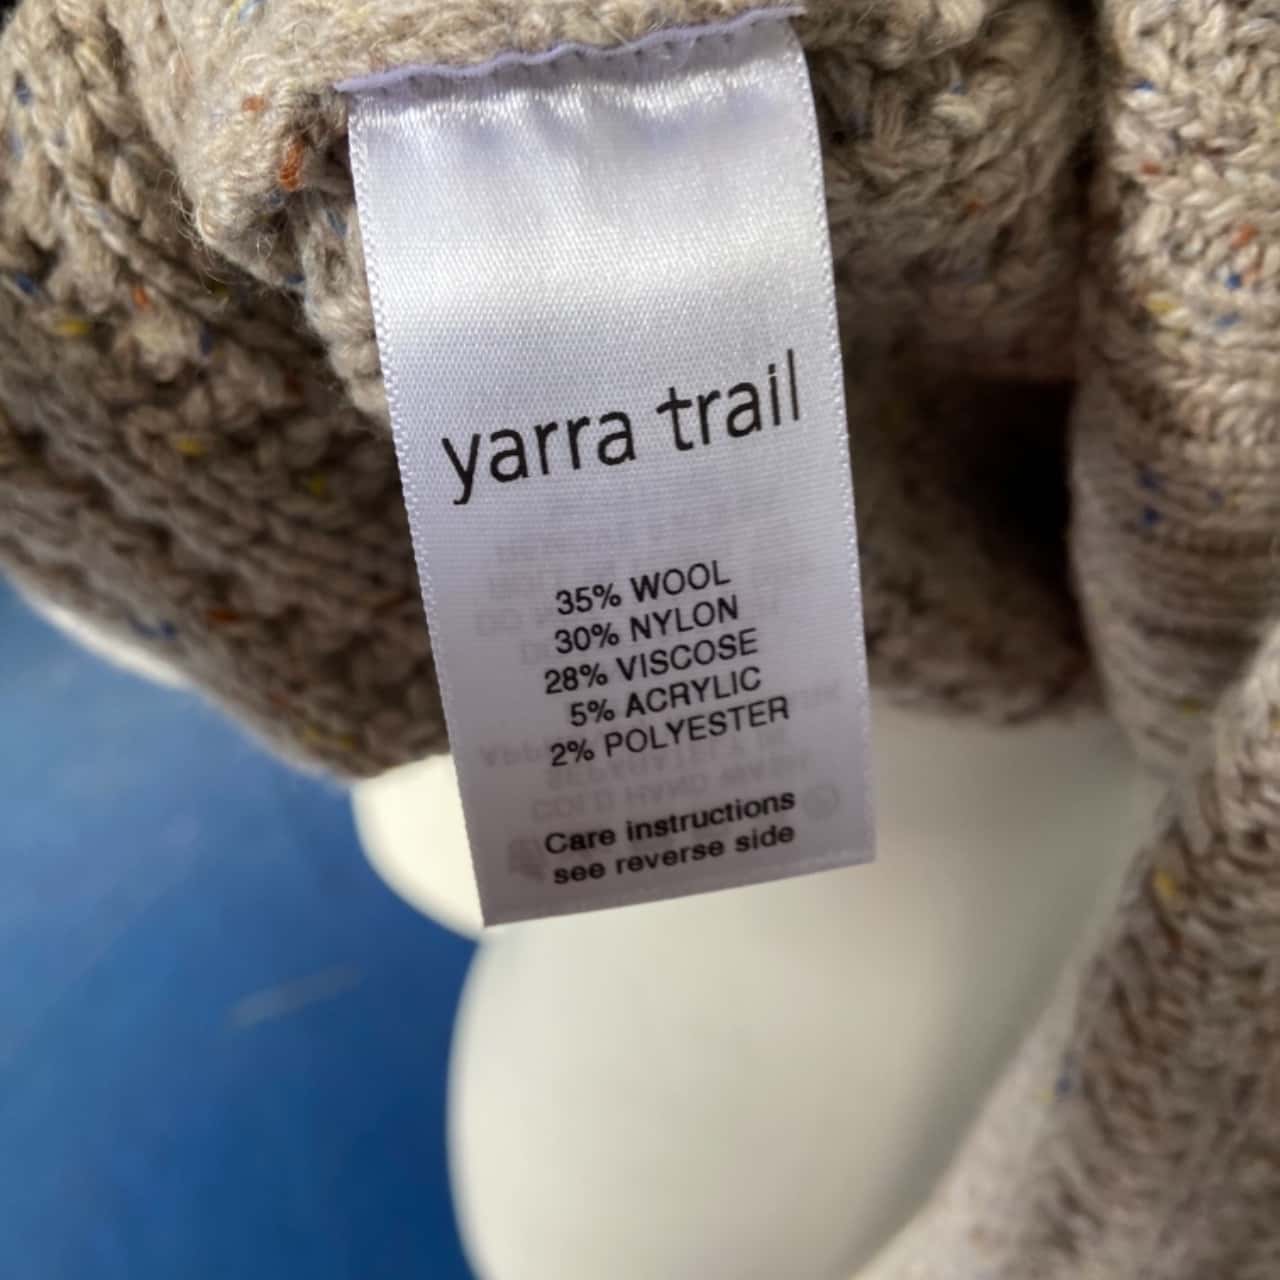 yarra trail
35% WOOL
30% NYLON
28% VISCOSE
5% ACRYLIC
2% POLYESTER
Care instructions
see reverse side